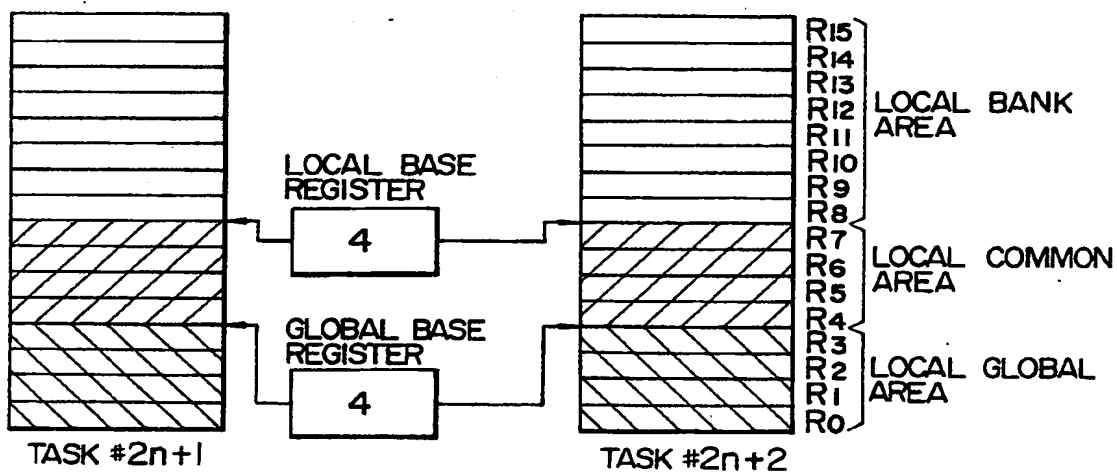 R15
R14
R13
R12
R11
R10
R9
R8
R7
R6
R5
R4
R3
R2
R1
R0
LOCAL BANK
AREA
LOCAL COMMON
AREA
LOCAL GLOBAL
AREA
LOCAL BASE
REGISTER
4
GLOBAL BASE
REGISTER
4
TASK #2n+1
TASK #2n+2